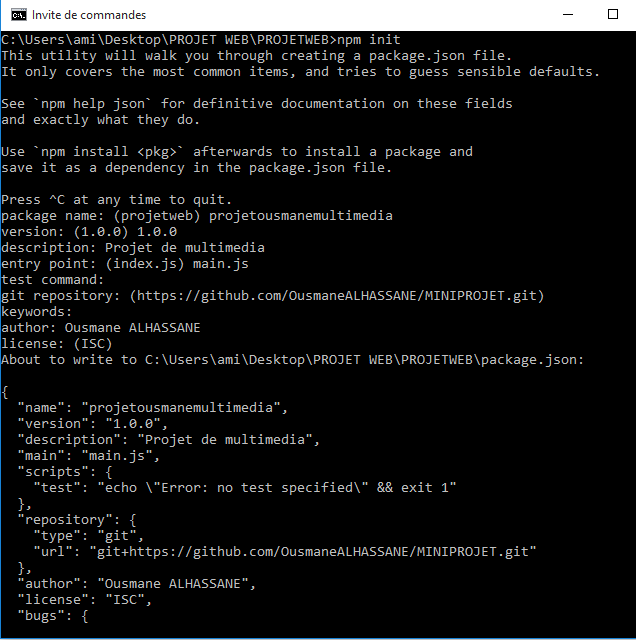 Invite de commandes
C:\Users\ami\Desktop\PROJET WEB\PROJETWEB>npm init
This utility will walk you through creating a package.json file.
It only covers the most common items, and tries to guess sensible defaults.
See `npm help json` for definitive documentation on these fields
and exactly what they do.
Use `npm install <pkg>` afterwards to install a package and
save it as a dependency in the package.json file.
Press ^C at any time to quit.
package name: (projetweb) projetousmanemultimedia
version: (1.0.0) 1.0.0
description: Projet de multimedia
entry point: (index.js) main.js
test command:
git repository: (https://github.com/OusmaneALHASSANE/MINIPROJET.git)
keywords:
author: Ousmane ALHASSANE
license: (ISC)
About to write to C:\Users\ami\Desktop\PROJET WEB\PROJETWEB\package.json:
{
  "name": "projetousmanemultimedia",
  "version": "1.0.0",
  "description": "Projet de multimedia",
  "main": "main.js",
  "scripts": {
    "test": "echo \"Error: no test specified\" && exit 1"
  },
  "repository": {
    "type": "git",
    "url": "git+https://github.com/OusmaneALHASSANE/MINIPROJET.git"
  },
  "author": "Ousmane ALHASSANE",
  "license": "ISC",
  "bugs": {